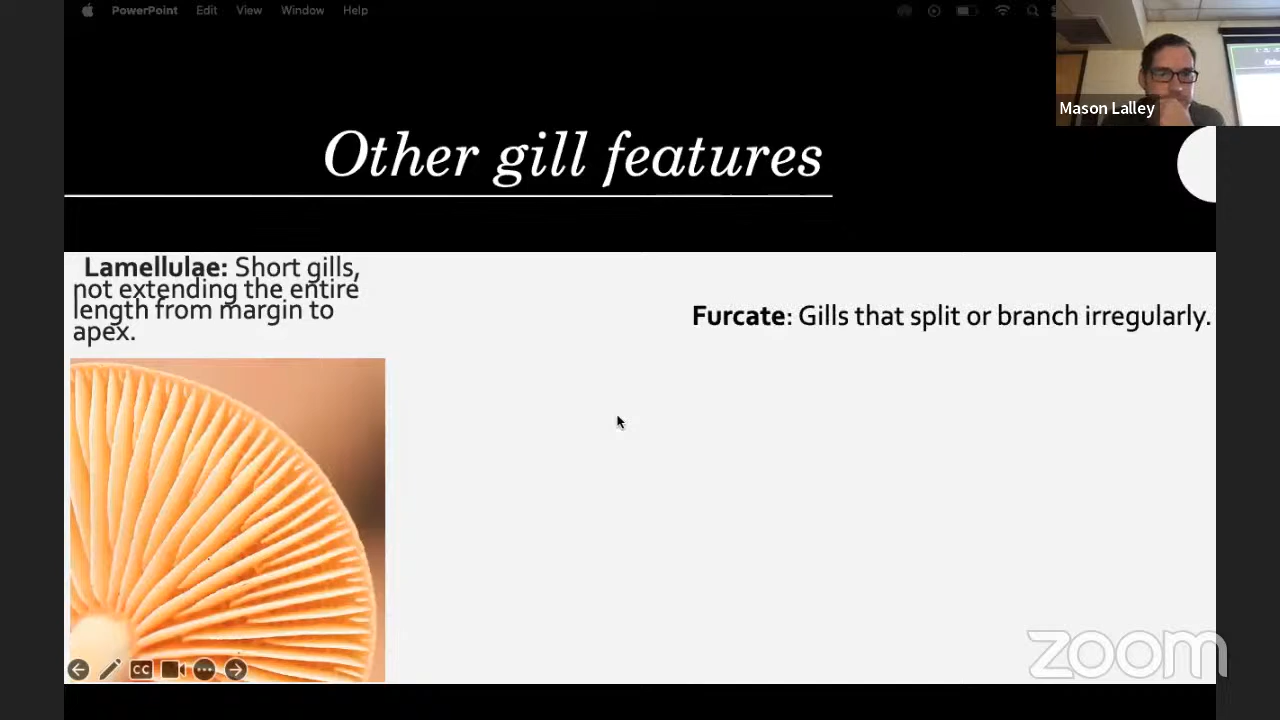 PowerPoint Edit View Window Help
Mason Lalley
Other gill features
Lamellulae: Short gills,
not extending the entire
length from margin to
apex.
Furcate: Gills that split or branch irregularly.
CC
zoom